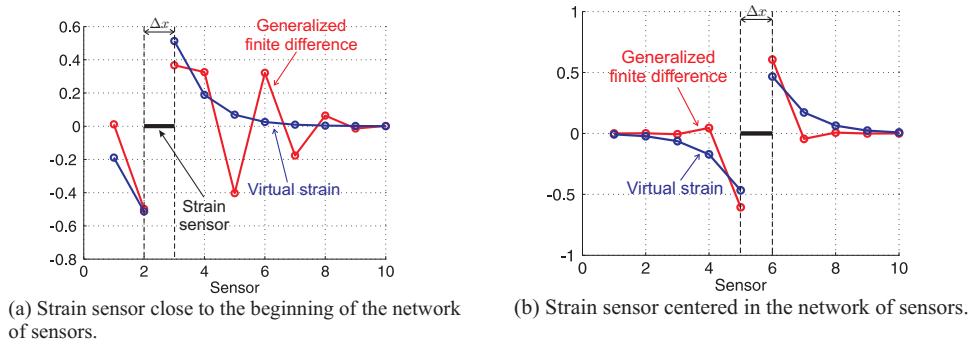 Δx
Generalized
finite difference
0.6
0.4
0.2
0
-0.2
-0.4
-0.6
-0.8
Virtual strain
Strain
sensor
0 2 4 6 8 10
Sensor
(a) Strain sensor close to the beginning of the network
of sensors.
Δx
Generalized
finite difference
1
0.5
0
-0.5
-1
Virtual strain
0 2 4 6 8 10
Sensor
(b) Strain sensor centered in the network of sensors.